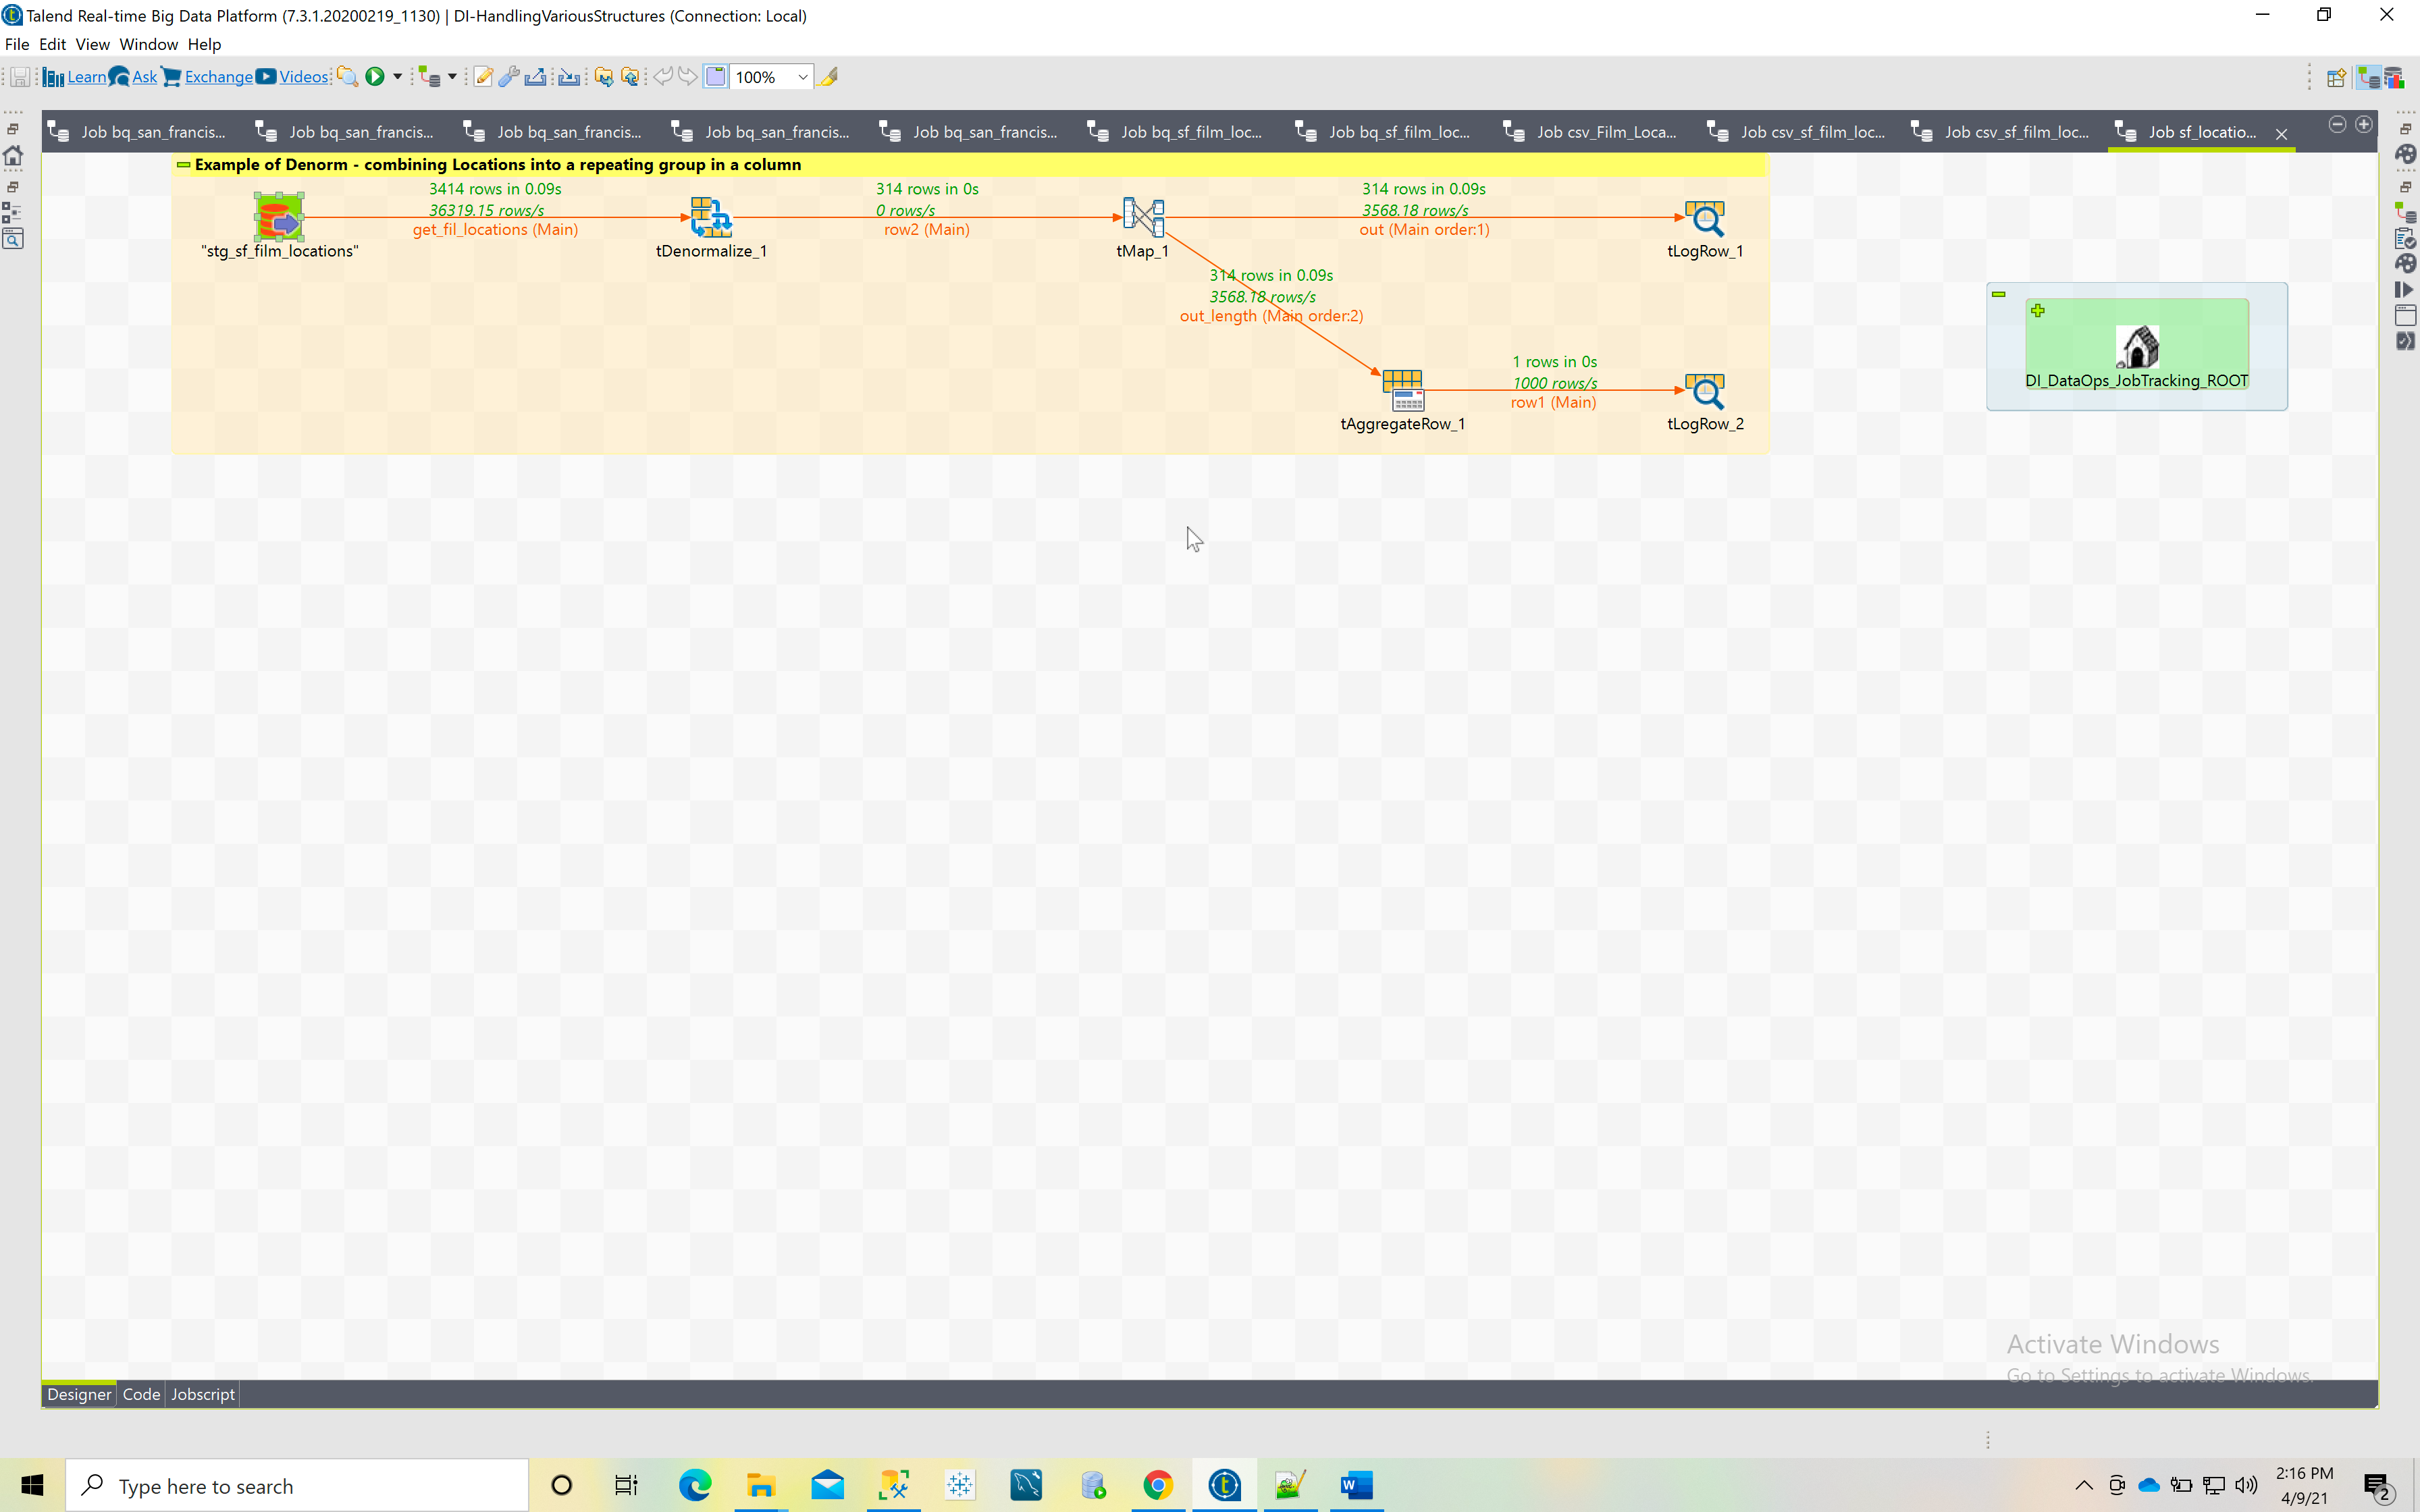 Talend Real-time Big Data Platform (7.3.1.20200219_1130) | DI-HandlingVariousStructures (Connection: Local)
File Edit View Window Help
Learn Ask Exchange Videos 100%
Job bq_san_francis... Job bq_san_francis... Job bq_san_francis... Job bq_san_francis... Job bq_san_francis... Job bq_sf_film_loc... Job bq_sf_film_loc... Job csv_Film_Loca... Job csv_sf_film_loc... Job csv_sf_film_loc... Job sf_locatio...
Example of Denorm - combining Locations into a repeating group in a column
3414 rows in 0.09s 314 rows in 0s 314 rows in 0.09s
36319.15 rows/s 0 rows/s 3568.18 rows/s
get_fil_locations (Main) row2 (Main) out (Main order:1)
"stg_sf_film_locations" tDenormalize_1 tMap_1 tLogRow_1
314 rows in 0.09s
3568.18 rows/s
out_length (Main order:2)
1 rows in 0s
1000 rows/s
row1 (Main)
tAggregateRow_1 tLogRow_2
DI_DataOps_JobTracking_ROOT
Activate Windows
Go to Settings to activate Windows.
Designer Code Jobscript
Type here to search
W
2:16 PM
4/9/21
2